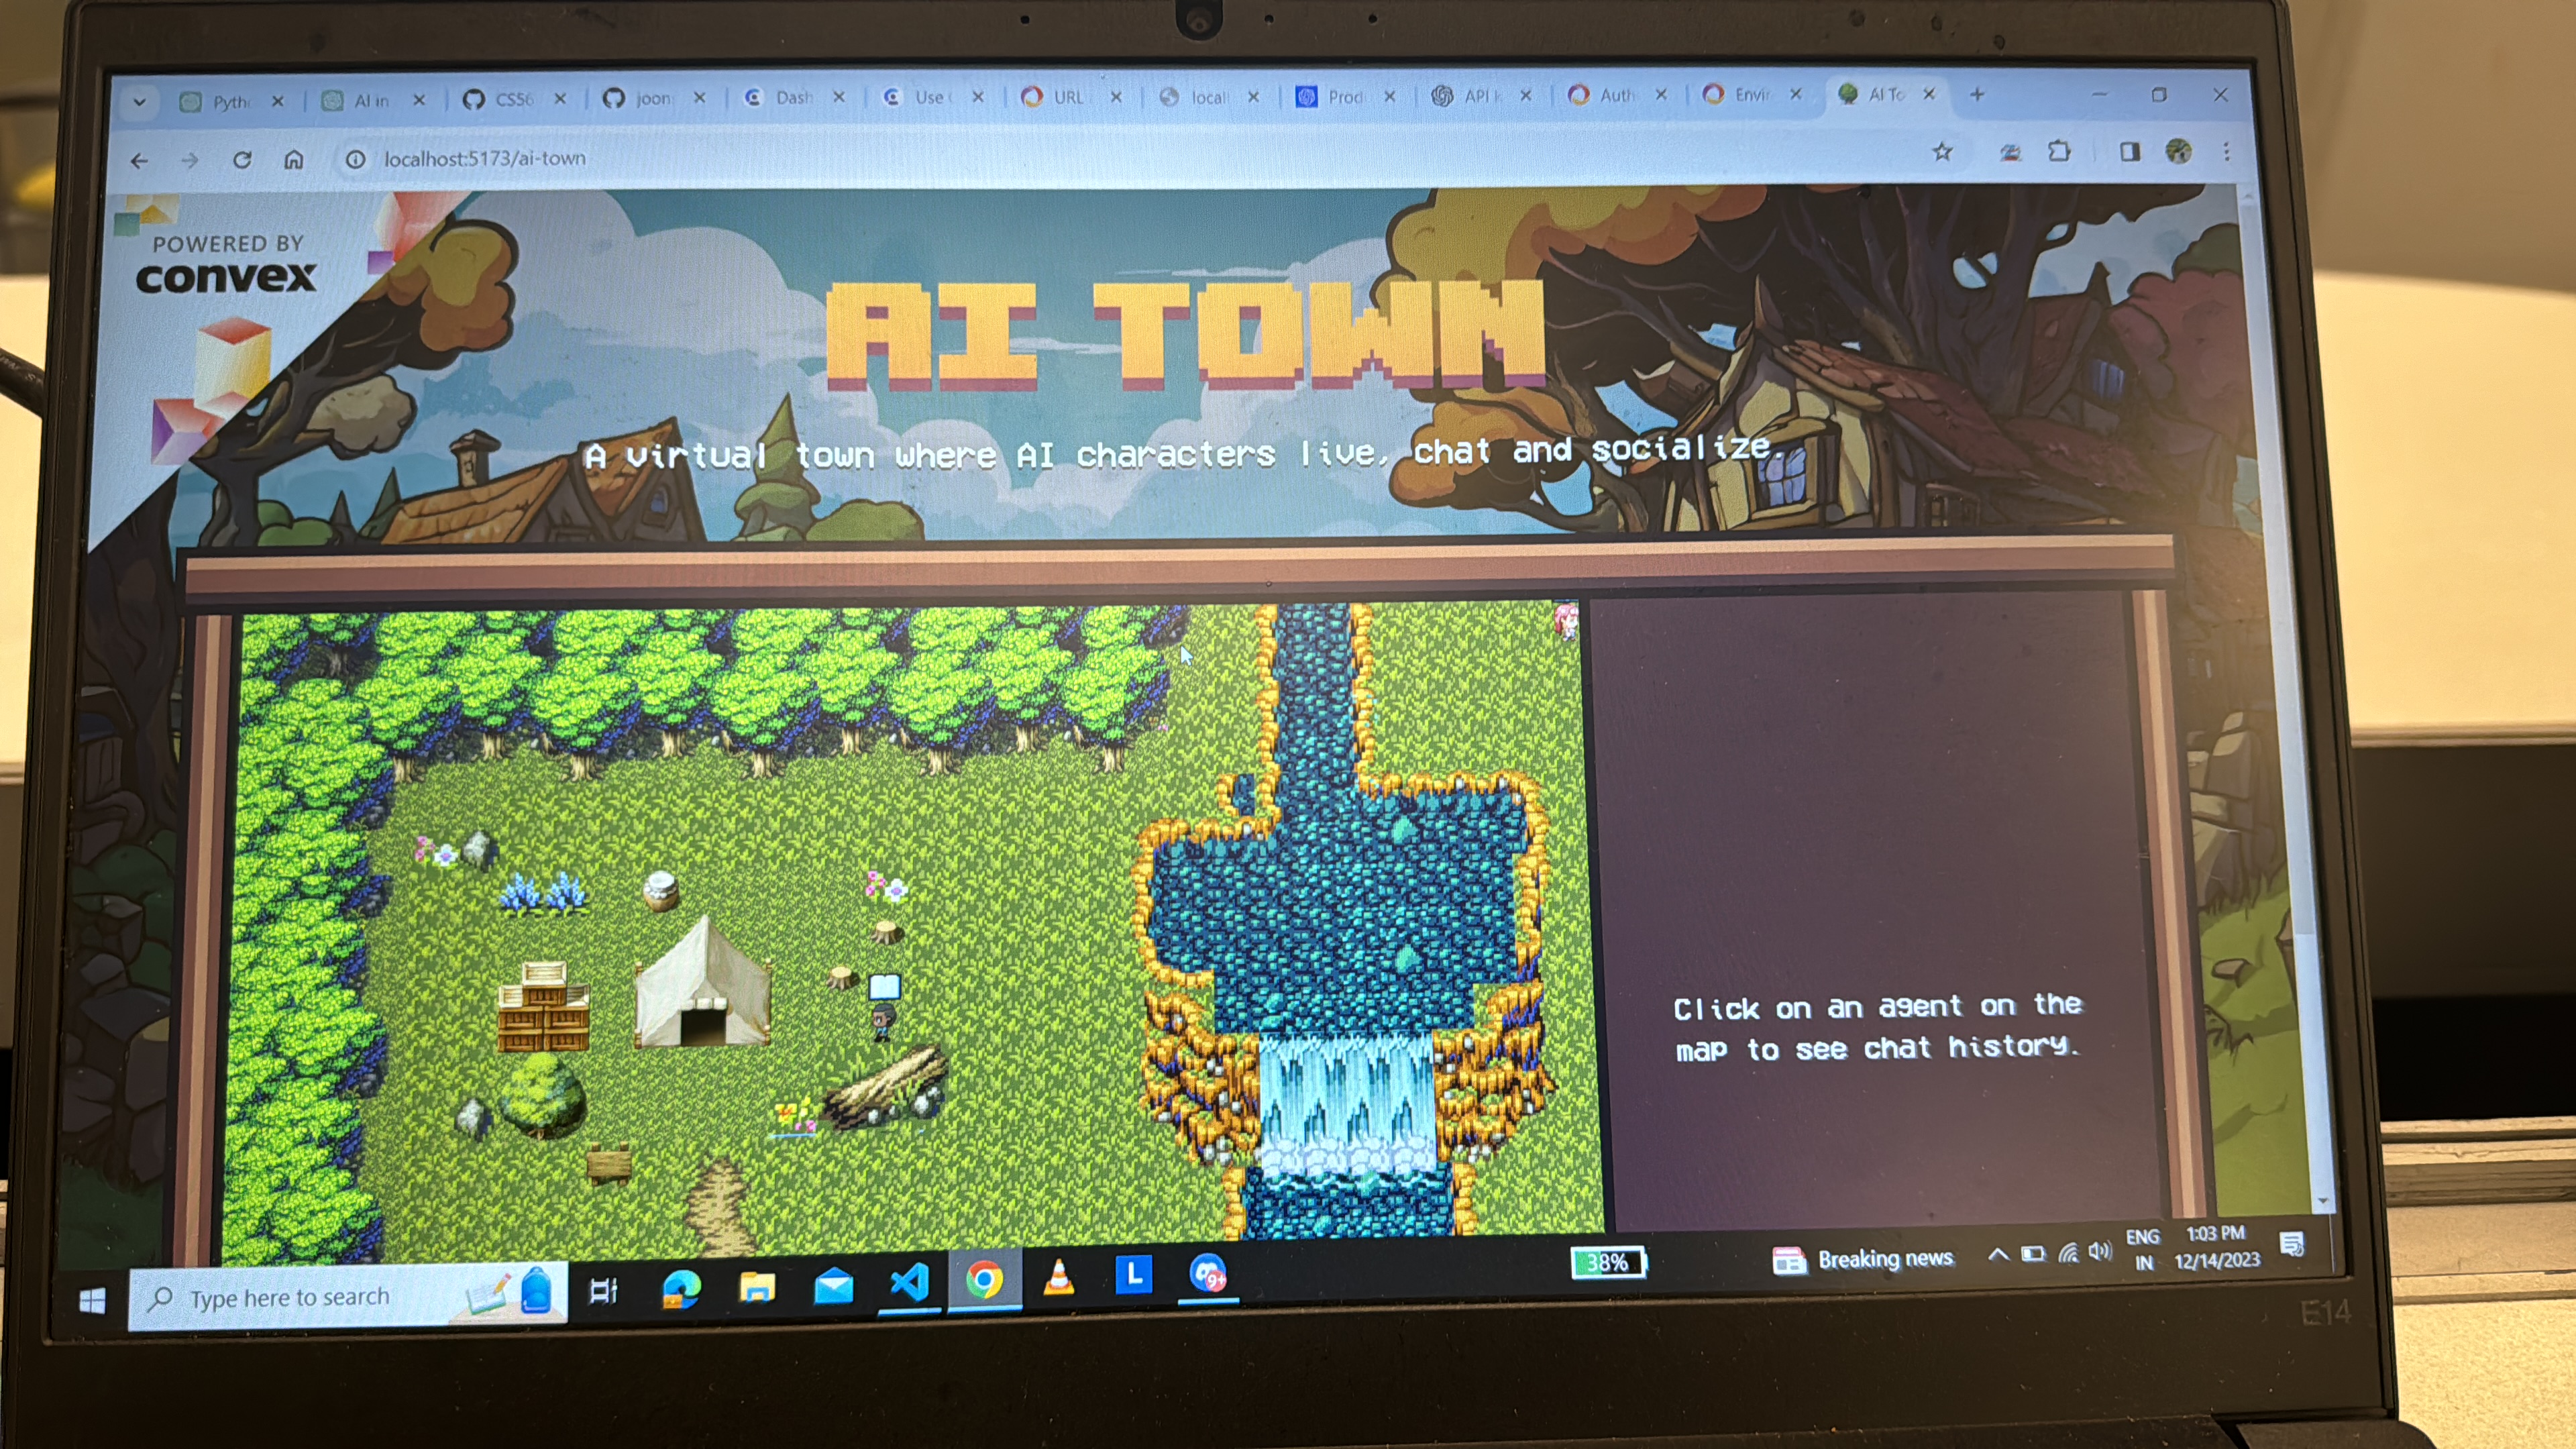 Pyth
AI in
CS56
joon
Dash
Use
URL
local
Prod
API k
Auth
Envir
AI To
localhost:5173/ai-town
POWERED BY
convex
AI TOWN
A virtual town where AI characters live, chat and socialize.
Click on an agent on the
map to see chat history.
Type here to search
L
9+
38%
Breaking news
ENG
IN
1:03 PM
12/14/2023
E14